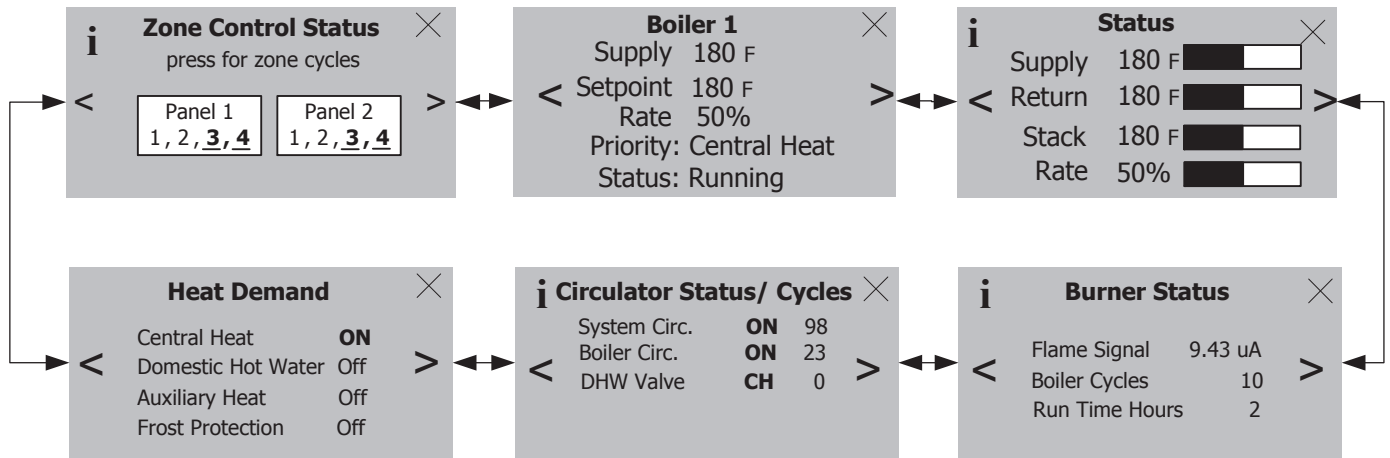 i Zone Control Status
press for zone cycles
< >
Panel 1
1, 2, 3, 4
Panel 2
1, 2, 3, 4
Boiler 1
Supply 180 F
< Setpoint 180 F >
Rate 50%
Priority: Central Heat
Status: Running
i Status
Supply 180 F
< Return 180 F >
Stack 180 F
Rate 50%
Heat Demand
Central Heat ON
< Domestic Hot Water Off >
Auxiliary Heat Off
Frost Protection Off
i Circulator Status/ Cycles
System Circ. ON 98
Boiler Circ. ON 23
< DHW Valve CH 0 >
i Burner Status
Flame Signal 9.43 uA
< Boiler Cycles 10 >
Run Time Hours 2